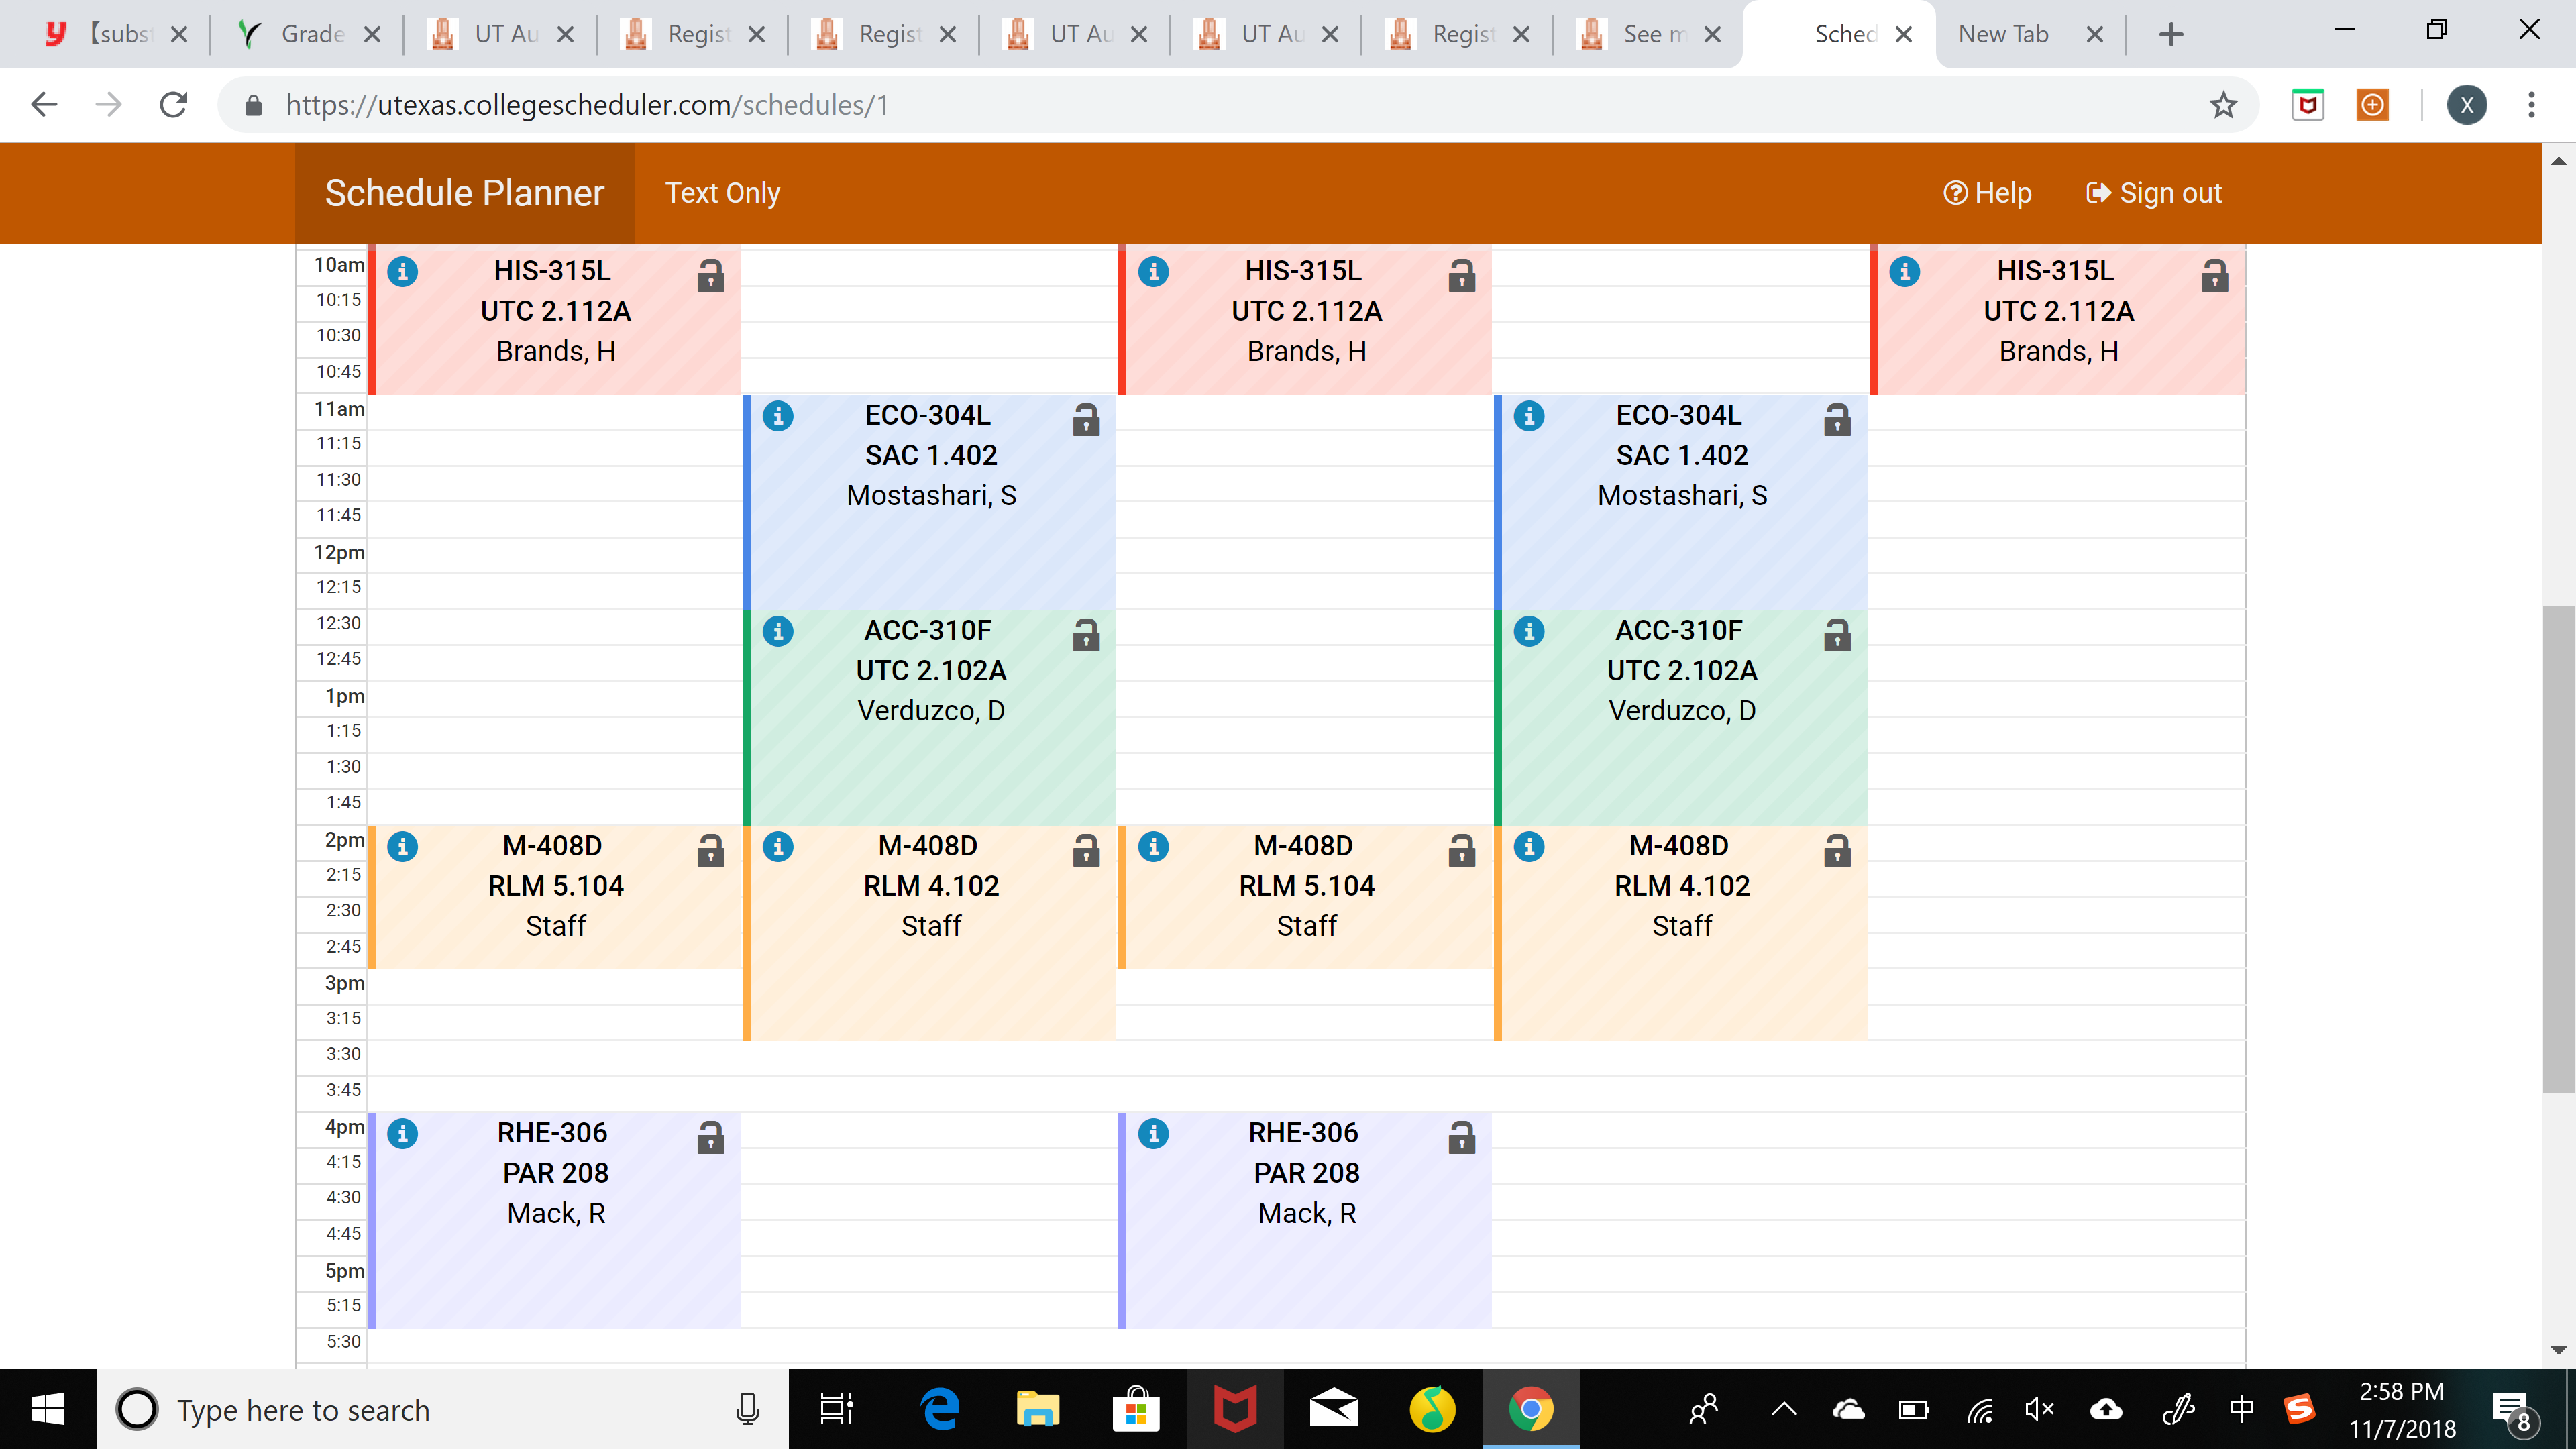 【subs
Grade
UT Au
Regist
Regist
UT Au
UT Au
Regist
See m
Sched
New Tab
https://utexas.collegescheduler.com/schedules/1
X
Schedule Planner
Text Only
Help
Sign out
10am
10:15
10:30
10:45
11am
11:15
11:30
11:45
12pm
12:15
12:30
12:45
1pm
1:15
1:30
1:45
2pm
2:15
2:30
2:45
3pm
3:15
3:30
3:45
4pm
4:15
4:30
4:45
5pm
5:15
5:30
HIS-315L
UTC 2.112A
Brands, H
HIS-315L
UTC 2.112A
Brands, H
HIS-315L
UTC 2.112A
Brands, H
ECO-304L
SAC 1.402
Mostashari, S
ECO-304L
SAC 1.402
Mostashari, S
ACC-310F
UTC 2.102A
Verduzco, D
ACC-310F
UTC 2.102A
Verduzco, D
M-408D
RLM 5.104
Staff
M-408D
RLM 4.102
Staff
M-408D
RLM 5.104
Staff
M-408D
RLM 4.102
Staff
RHE-306
PAR 208
Mack, R
RHE-306
PAR 208
Mack, R
Type here to search
中
2:58 PM
11/7/2018
8